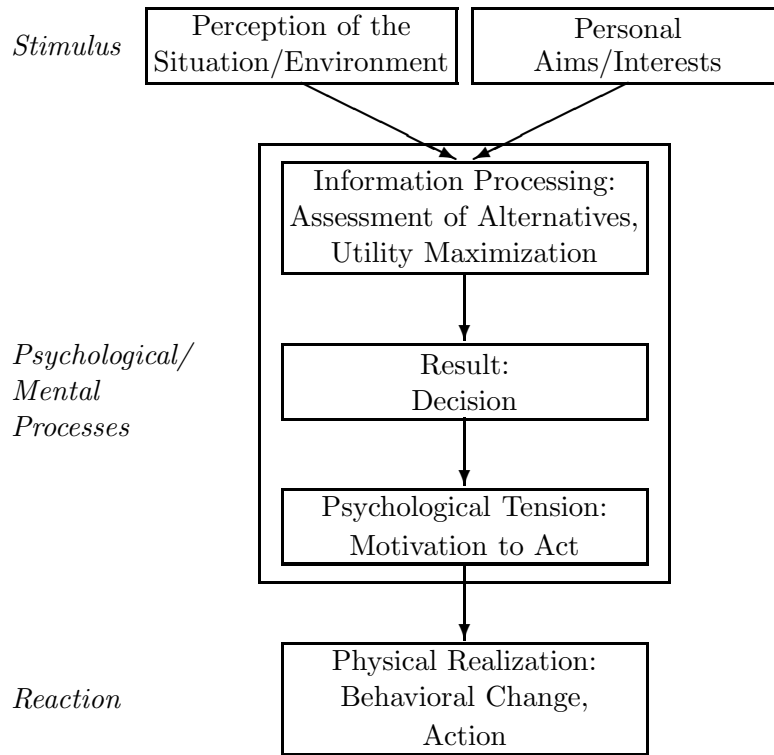 Stimulus
Perception of the
Situation/Environment
Personal
Aims/Interests
Information Processing:
Assessment of Alternatives,
Utility Maximization
Psychological/
Mental
Processes
Result:
Decision
Psychological Tension:
Motivation to Act
Reaction
Physical Realization:
Behavioral Change,
Action